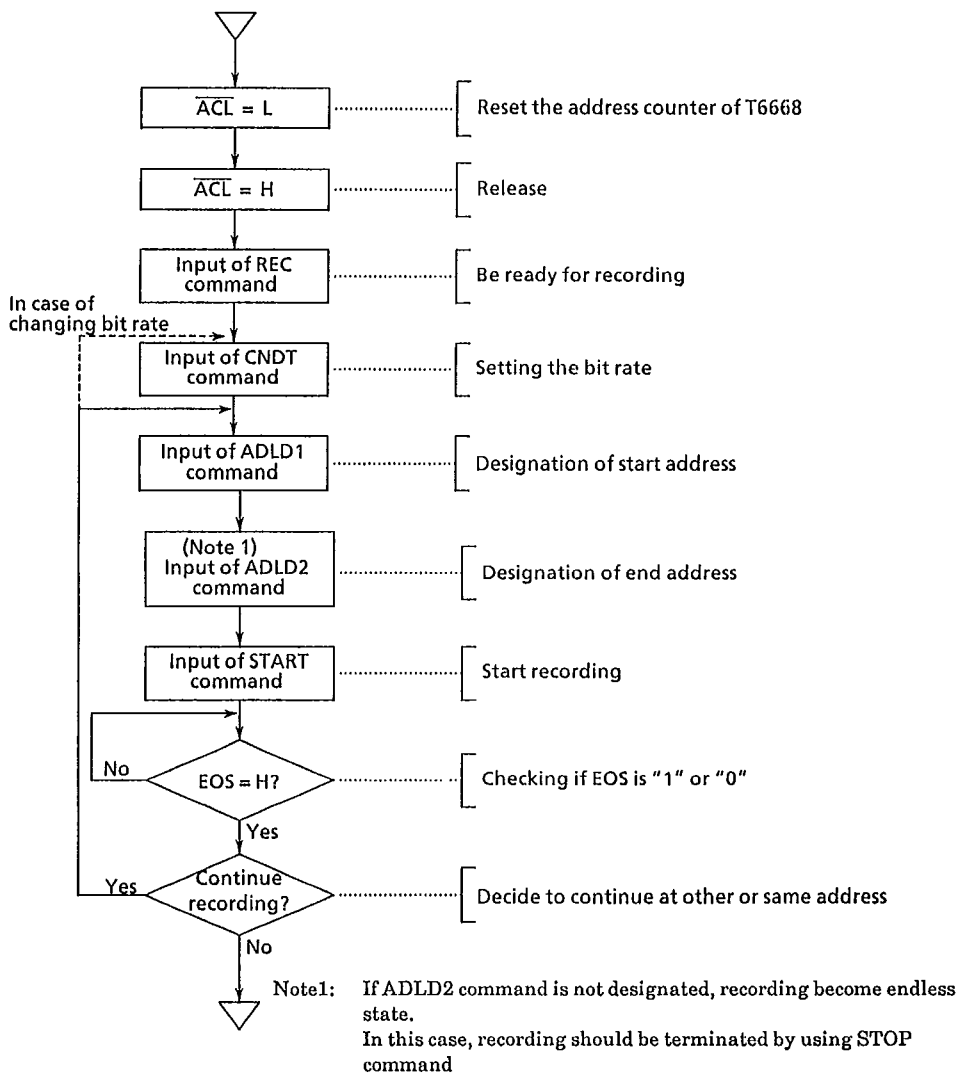 A̅C̅L̅ = L
Reset the address counter of T6668
A̅C̅L̅ = H
Release
Input of REC
command
Be ready for recording
In case of
changing bit rate
Input of CNDT
command
Setting the bit rate
Input of ADLD1
command
Designation of start address
(Note 1)
Input of ADLD2
command
Designation of end address
Input of START
command
Start recording
No
EOS = H?
Checking if EOS is "1" or "0"
Yes
Yes
Continue
recording?
Decide to continue at other or same address
No
Note1: If ADLD2 command is not designated, recording become endless
state.
In this case, recording should be terminated by using STOP
command